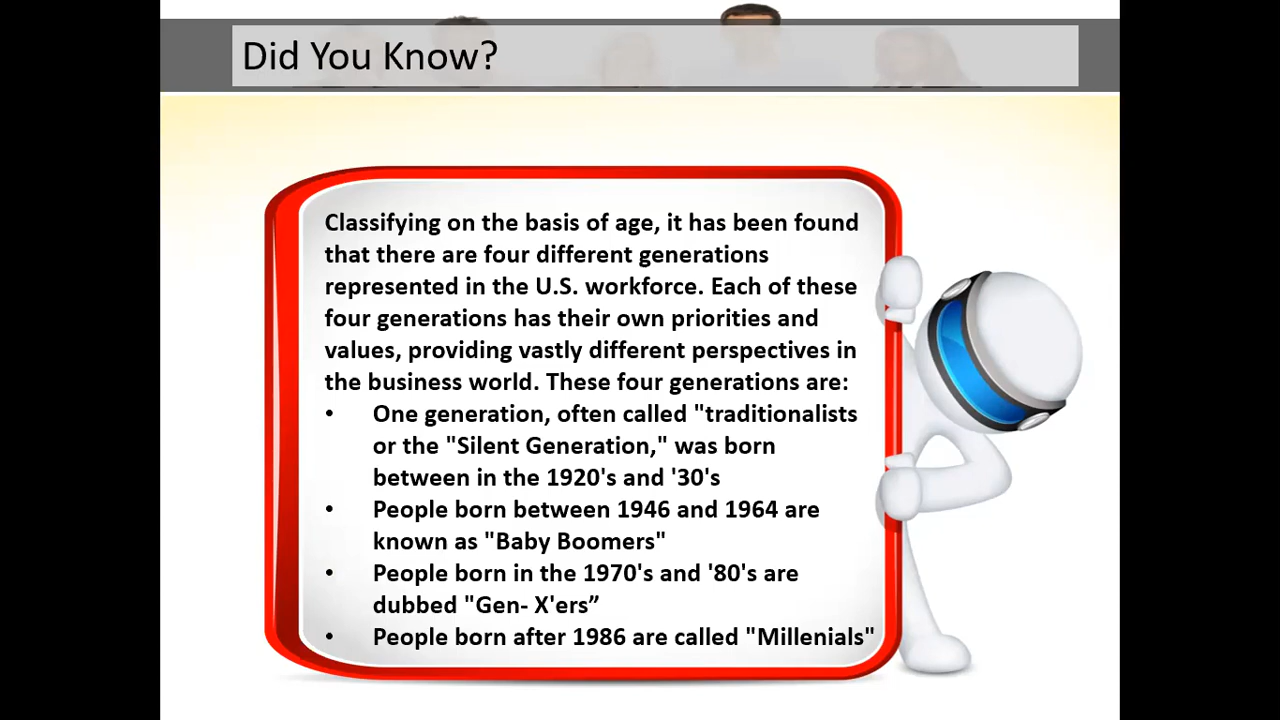 Did You Know?
Classifying on the basis of age, it has been found
that there are four different generations
represented in the U.S. workforce. Each of these
four generations has their own priorities and
values, providing vastly different perspectives in
the business world. These four generations are:
• One generation, often called "traditionalists
or the "Silent Generation," was born
between in the 1920's and '30's
• People born between 1946 and 1964 are
known as "Baby Boomers"
• People born in the 1970's and '80's are
dubbed "Gen- X'ers”
• People born after 1986 are called "Millenials"